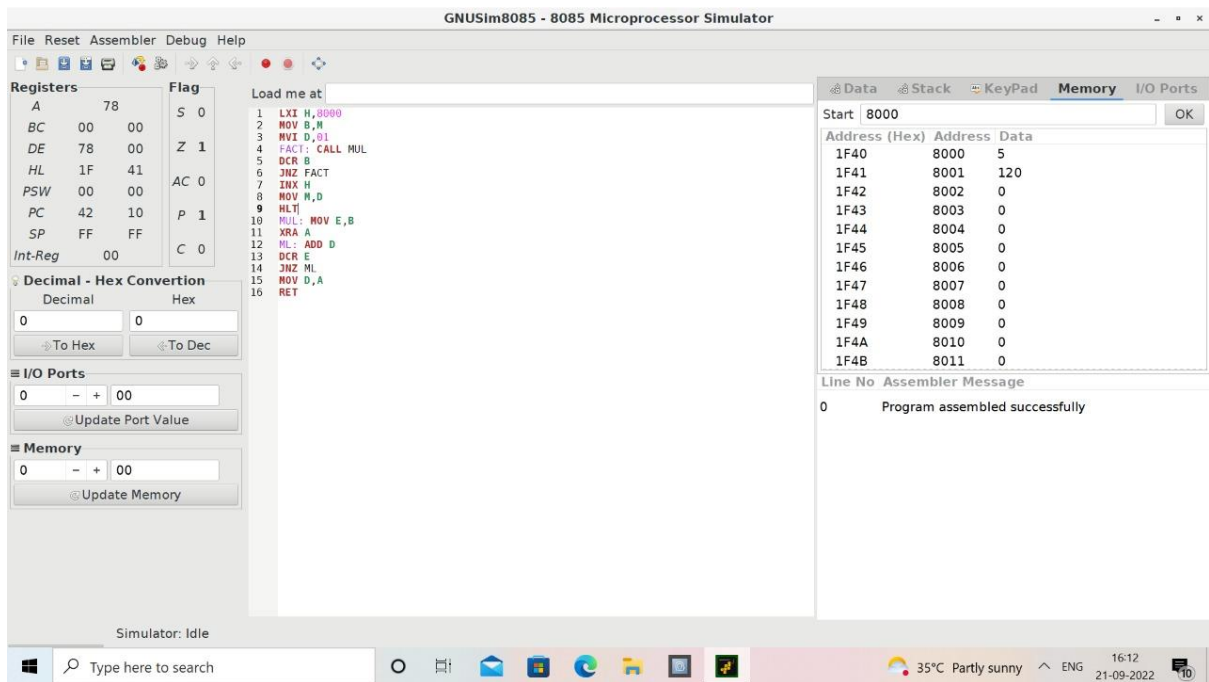 GNUSim8085 - 8085 Microprocessor Simulator
File Reset Assembler Debug Help
Registers
A 78
BC 00 00
DE 78 00
HL 1F 41
PSW 00 00
PC 42 10
SP FF FF
Int-Reg 00
Flag
S 0
Z 1
AC 0
P 1
C 0
Decimal - Hex Convertion
Decimal Hex
0 0
To Hex To Dec
I/O Ports
0 - + 00
Update Port Value
Memory
0 - + 00
Update Memory
Simulator: Idle
Load me at
1 LXI H,8000
2 MOV B,M
3 MVI D,01
4 FACT: CALL MUL
5 DCR B
6 JNZ FACT
7 INX H
8 MOV M,D
9 HLT
10 MUL: MOV E,B
11 XRA A
12 ML: ADD D
13 DCR E
14 JNZ ML
15 MOV D,A
16 RET
Data Stack KeyPad Memory I/O Ports
Start 8000 OK
Address (Hex) Address Data
1F40 8000 5
1F41 8001 120
1F42 8002 0
1F43 8003 0
1F44 8004 0
1F45 8005 0
1F46 8006 0
1F47 8007 0
1F48 8008 0
1F49 8009 0
1F4A 8010 0
1F4B 8011 0
Line No Assembler Message
0 Program assembled successfully
Type here to search
35°C Partly sunny
ENG
16:12
21-09-2022
10